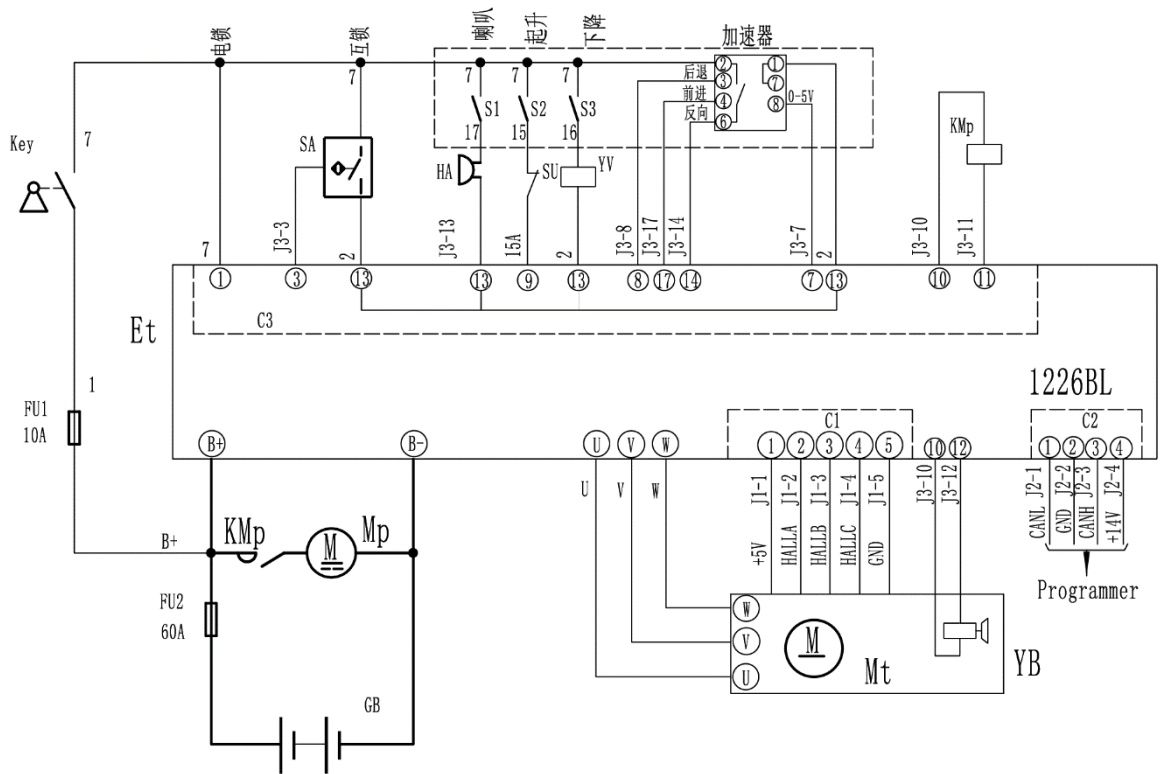 电锁
互锁
喇叭
起升
下降
加速器
7
7
7
7
7
S1
S2
S3
17
15
16
后退
前进
反向
2
3
4
6
1
7
8
0-5V
Key
SA
HA
SU
YV
KMp
7
J3-3
2
J3-13
15A
2
J3-8
J3-17
J3-14
J3-7
2
J3-10
J3-11
1
3
13
13
9
13
8
17
14
7
13
10
11
C3
Et
1226BL
1
FU1
10A
B+
B-
U
V
W
C1
1
2
3
4
5
10
12
C2
1
2
3
4
U
V
W
J1-1
J1-2
J1-3
J1-4
J1-5
J3-10
J3-12
J2-1
J2-2
J2-3
J2-4
+5V
HALLA
HALLB
HALLC
GND
CANL
GND
CANH
+14V
Programmer
B+
KMp
M
Mp
FU2
60A
GB
W
V
U
M
Mt
YB